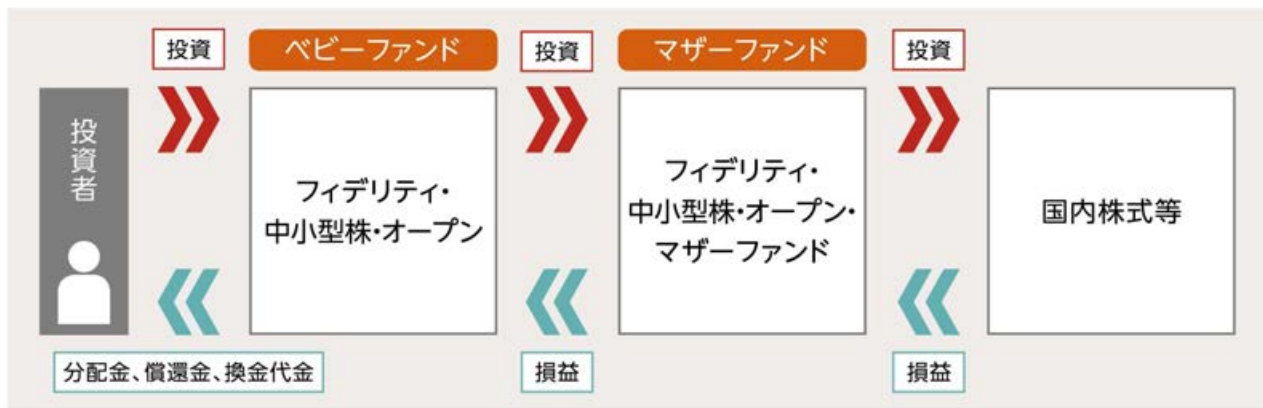 投資
ベビーファンド
投資
マザーファンド
投資
投資者
フィデリティ・
中小型株・オープン
フィデリティ・
中小型株・オープン・
マザーファンド
国内株式等
分配金、償還金、換金代金
損益
損益